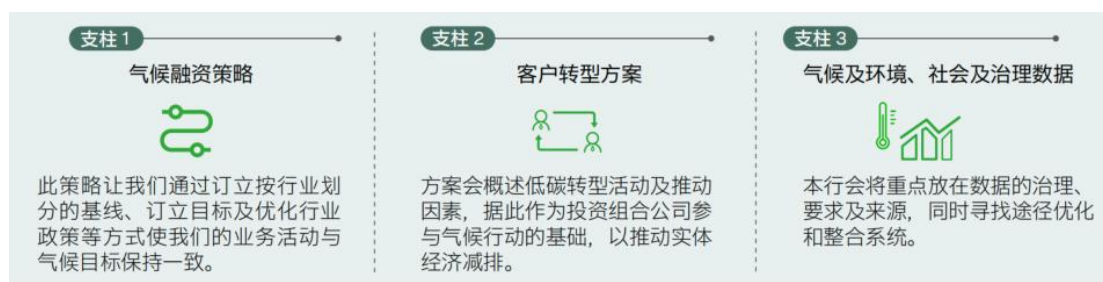 支柱 1
气候融资策略
此策略让我们通过订立按行业划
分的基线、订立目标及优化行业
政策等方式使我们的业务活动与
气候目标保持一致。
支柱 2
客户转型方案
方案会概述低碳转型活动及推动
因素，据此作为投资组合公司参
与气候行动的基础，以推动实体
经济减排。
支柱 3
气候及环境、社会及治理数据
本行会将重点放在数据的治理、
要求及来源，同时寻找途径优化
和整合系统。